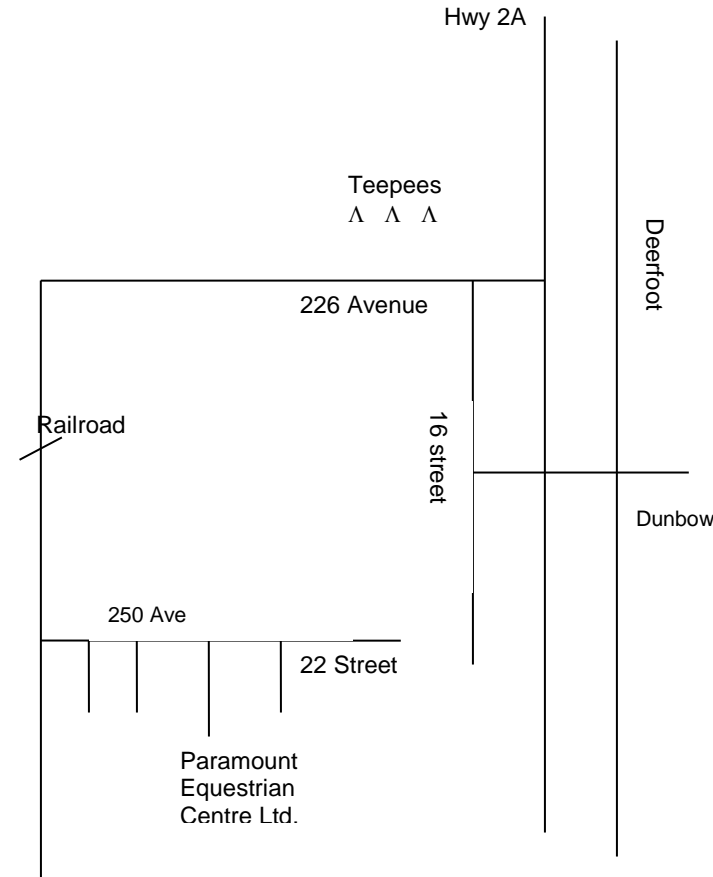 Hwy 2A
Teepees
Λ Λ Λ
Deerfoot
226 Avenue
Railroad
16 street
Dunbow
250 Ave
22 Street
Paramount
Equestrian
Centre Ltd.